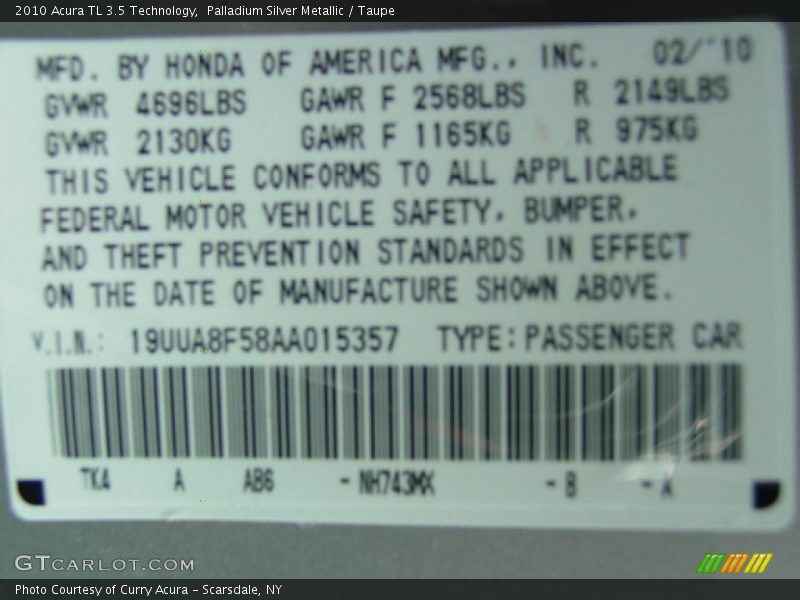 2010 Acura TL 3.5 Technology,  Palladium Silver Metallic / Taupe
MFD. BY HONDA OF AMERICA MFG., INC. 02/'10
GVWR 4696LBS GAWR F 2568LBS R 2149LBS
GVWR 2130KG GAWR F 1165KG R 975KG
THIS VEHICLE CONFORMS TO ALL APPLICABLE
FEDERAL MOTOR VEHICLE SAFETY, BUMPER,
AND THEFT PREVENTION STANDARDS IN EFFECT
ON THE DATE OF MANUFACTURE SHOWN ABOVE.
V.I.N.: 19UUA8F58AA015357 TYPE: PASSENGER CAR
TK4 A AB6 - NH743MX - B - A
GTCARLOT.COM
Photo Courtesy of Curry Acura - Scarsdale, NY